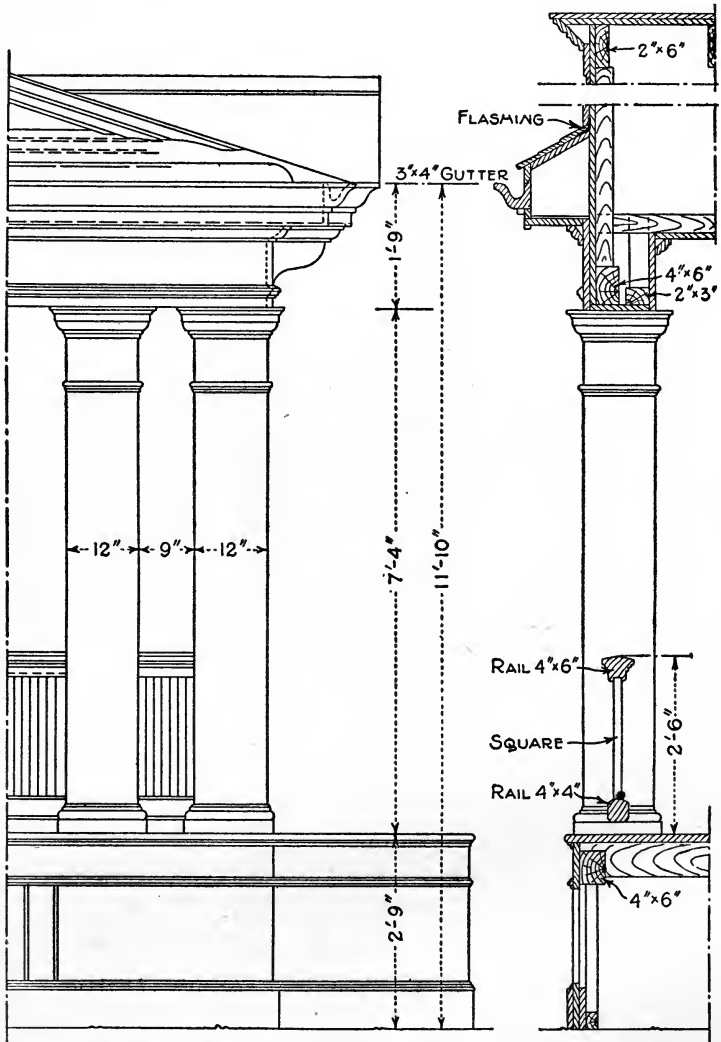 2"×6"
FLASHING
3"×4" GUTTER
1'-9"
4"×6"
2"×3"
12"
9"
12"
7'-4"
11'-10"
RAIL 4"×6"
SQUARE
2'-6"
RAIL 4"×4"
4"×6"
2'-9"